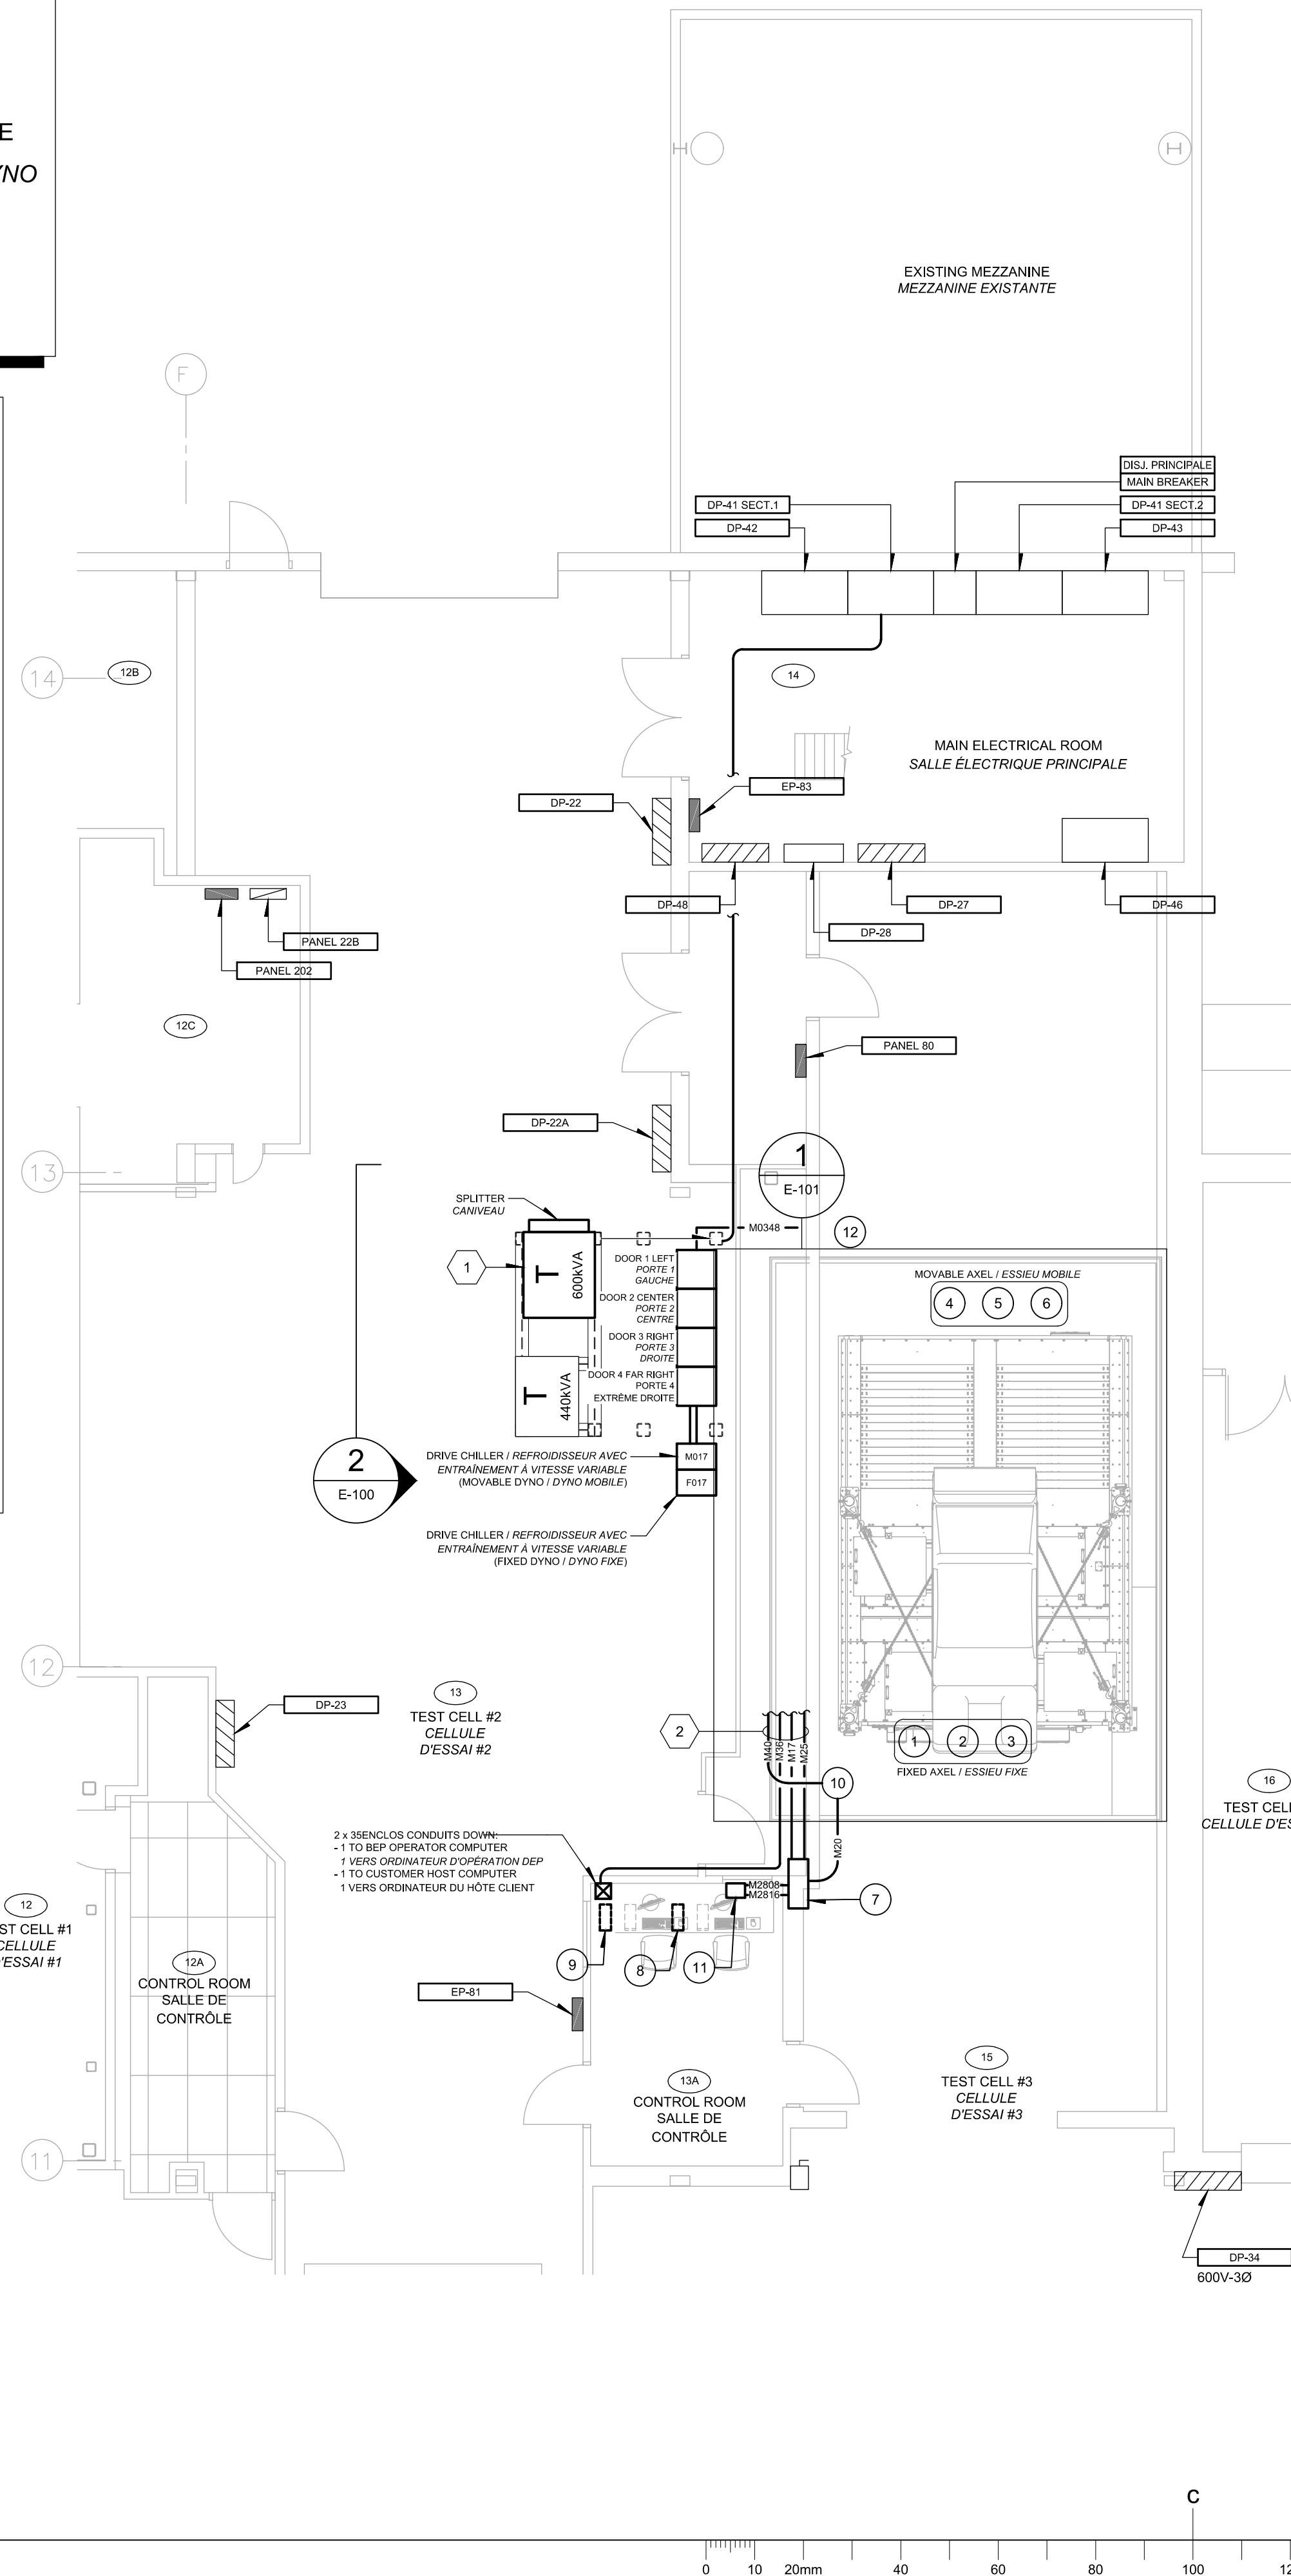 E
YNO
H
H
EXISTING MEZZANINE
MEZZANINE EXISTANTE
F
DISJ. PRINCIPALE
MAIN BREAKER
DP-41 SECT.1
DP-41 SECT.2
DP-42
DP-43
14
12B
14
MAIN ELECTRICAL ROOM
SALLE ÉLECTRIQUE PRINCIPALE
EP-83
DP-22
DP-48
DP-27
DP-46
DP-28
PANEL 22B
PANEL 202
12C
PANEL 80
DP-22A
13
1
E-101
SPLITTER
CANIVEAU
M0348
12
1
T
600kVA
DOOR 1 LEFT
PORTE 1
GAUCHE
DOOR 2 CENTER
PORTE 2
CENTRE
DOOR 3 RIGHT
PORTE 3
DROITE
DOOR 4 FAR RIGHT
PORTE 4
EXTRÊME DROITE
T
440kVA
MOVABLE AXEL / ESSIEU MOBILE
4
5
6
2
E-100
DRIVE CHILLER / REFROIDISSEUR AVEC
ENTRAÎNEMENT À VITESSE VARIABLE
(MOVABLE DYNO / DYNO MOBILE)
M017
F017
DRIVE CHILLER / REFROIDISSEUR AVEC
ENTRAÎNEMENT À VITESSE VARIABLE
(FIXED DYNO / DYNO FIXE)
12
DP-23
13
TEST CELL #2
CELLULE
D'ESSAI #2
2
M40
M36
M17
M25
1
2
3
FIXED AXEL / ESSIEU FIXE
10
M20
16
TEST CELL
CELLULE D'ES
2 x 35ENCLOS CONDUITS DOWN:
- 1 TO BEP OPERATOR COMPUTER
1 VERS ORDINATEUR D'OPÉRATION DEP
- 1 TO CUSTOMER HOST COMPUTER
1 VERS ORDINATEUR DU HÔTE CLIENT
M2808
M2816
7
12
ST CELL #1
CELLULE
D'ESSAI #1
12A
CONTROL ROOM
SALLE DE
CONTRÔLE
9
8
11
EP-81
13A
CONTROL ROOM
SALLE DE
CONTRÔLE
15
TEST CELL #3
CELLULE
D'ESSAI #3
11
DP-34
600V-3Ø
C
0 10 20mm 40 60 80 100 12